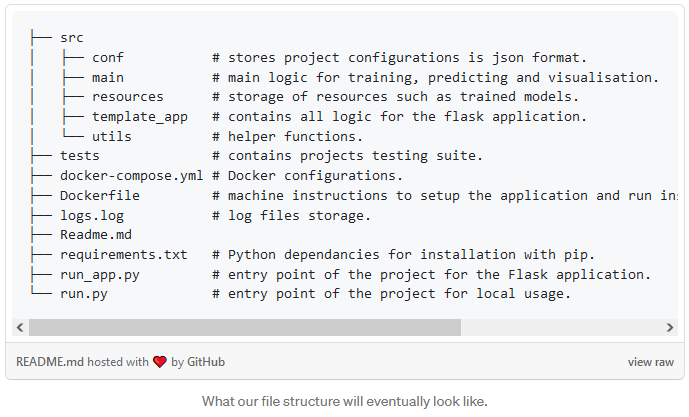 ├── src
│   ├── conf           # stores project configurations is json format.
│   ├── main           # main logic for training, predicting and visualisation.
│   ├── resources      # storage of resources such as trained models.
│   ├── template_app   # contains all logic for the flask application.
│   └── utils          # helper functions.
├── tests              # contains projects testing suite.
├── docker-compose.yml # Docker configurations.
├── Dockerfile         # machine instructions to setup the application and run
├── logs.log           # log files storage.
├── Readme.md
├── requirements.txt   # Python dependancies for installation with pip.
├── run_app.py         # entry point of the project for the Flask application.
└── run.py             # entry point of the project for local usage.
README.md hosted with ❤ by GitHub view raw
What our file structure will eventually look like.